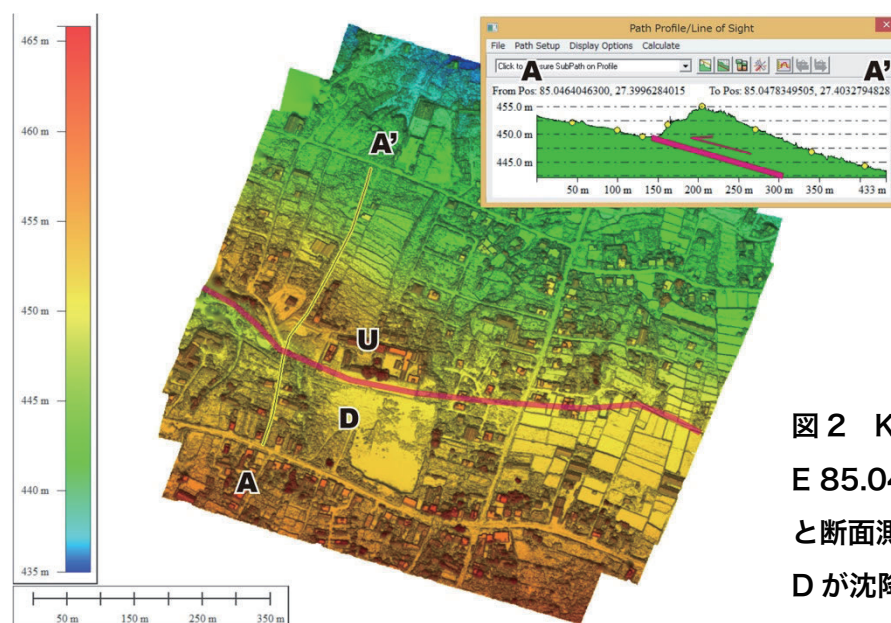 465 m
460 m
455 m
450 m
445 m
440 m
435 m
50 m 150 m 250 m 350 m
A'
U
D
A
Path Profile/Line of Sight
File Path Setup Display Options Calculate
A
A'
From Pos: 85.0464046300, 27.3996284015 To Pos: 85.0478349505, 27.4032794828
455.0 m
450.0 m
445.0 m
50 m 100 m 150 m 200 m 250 m 300 m 350 m 433 m
図 2 K
E 85.04
と断面測
D が沈降